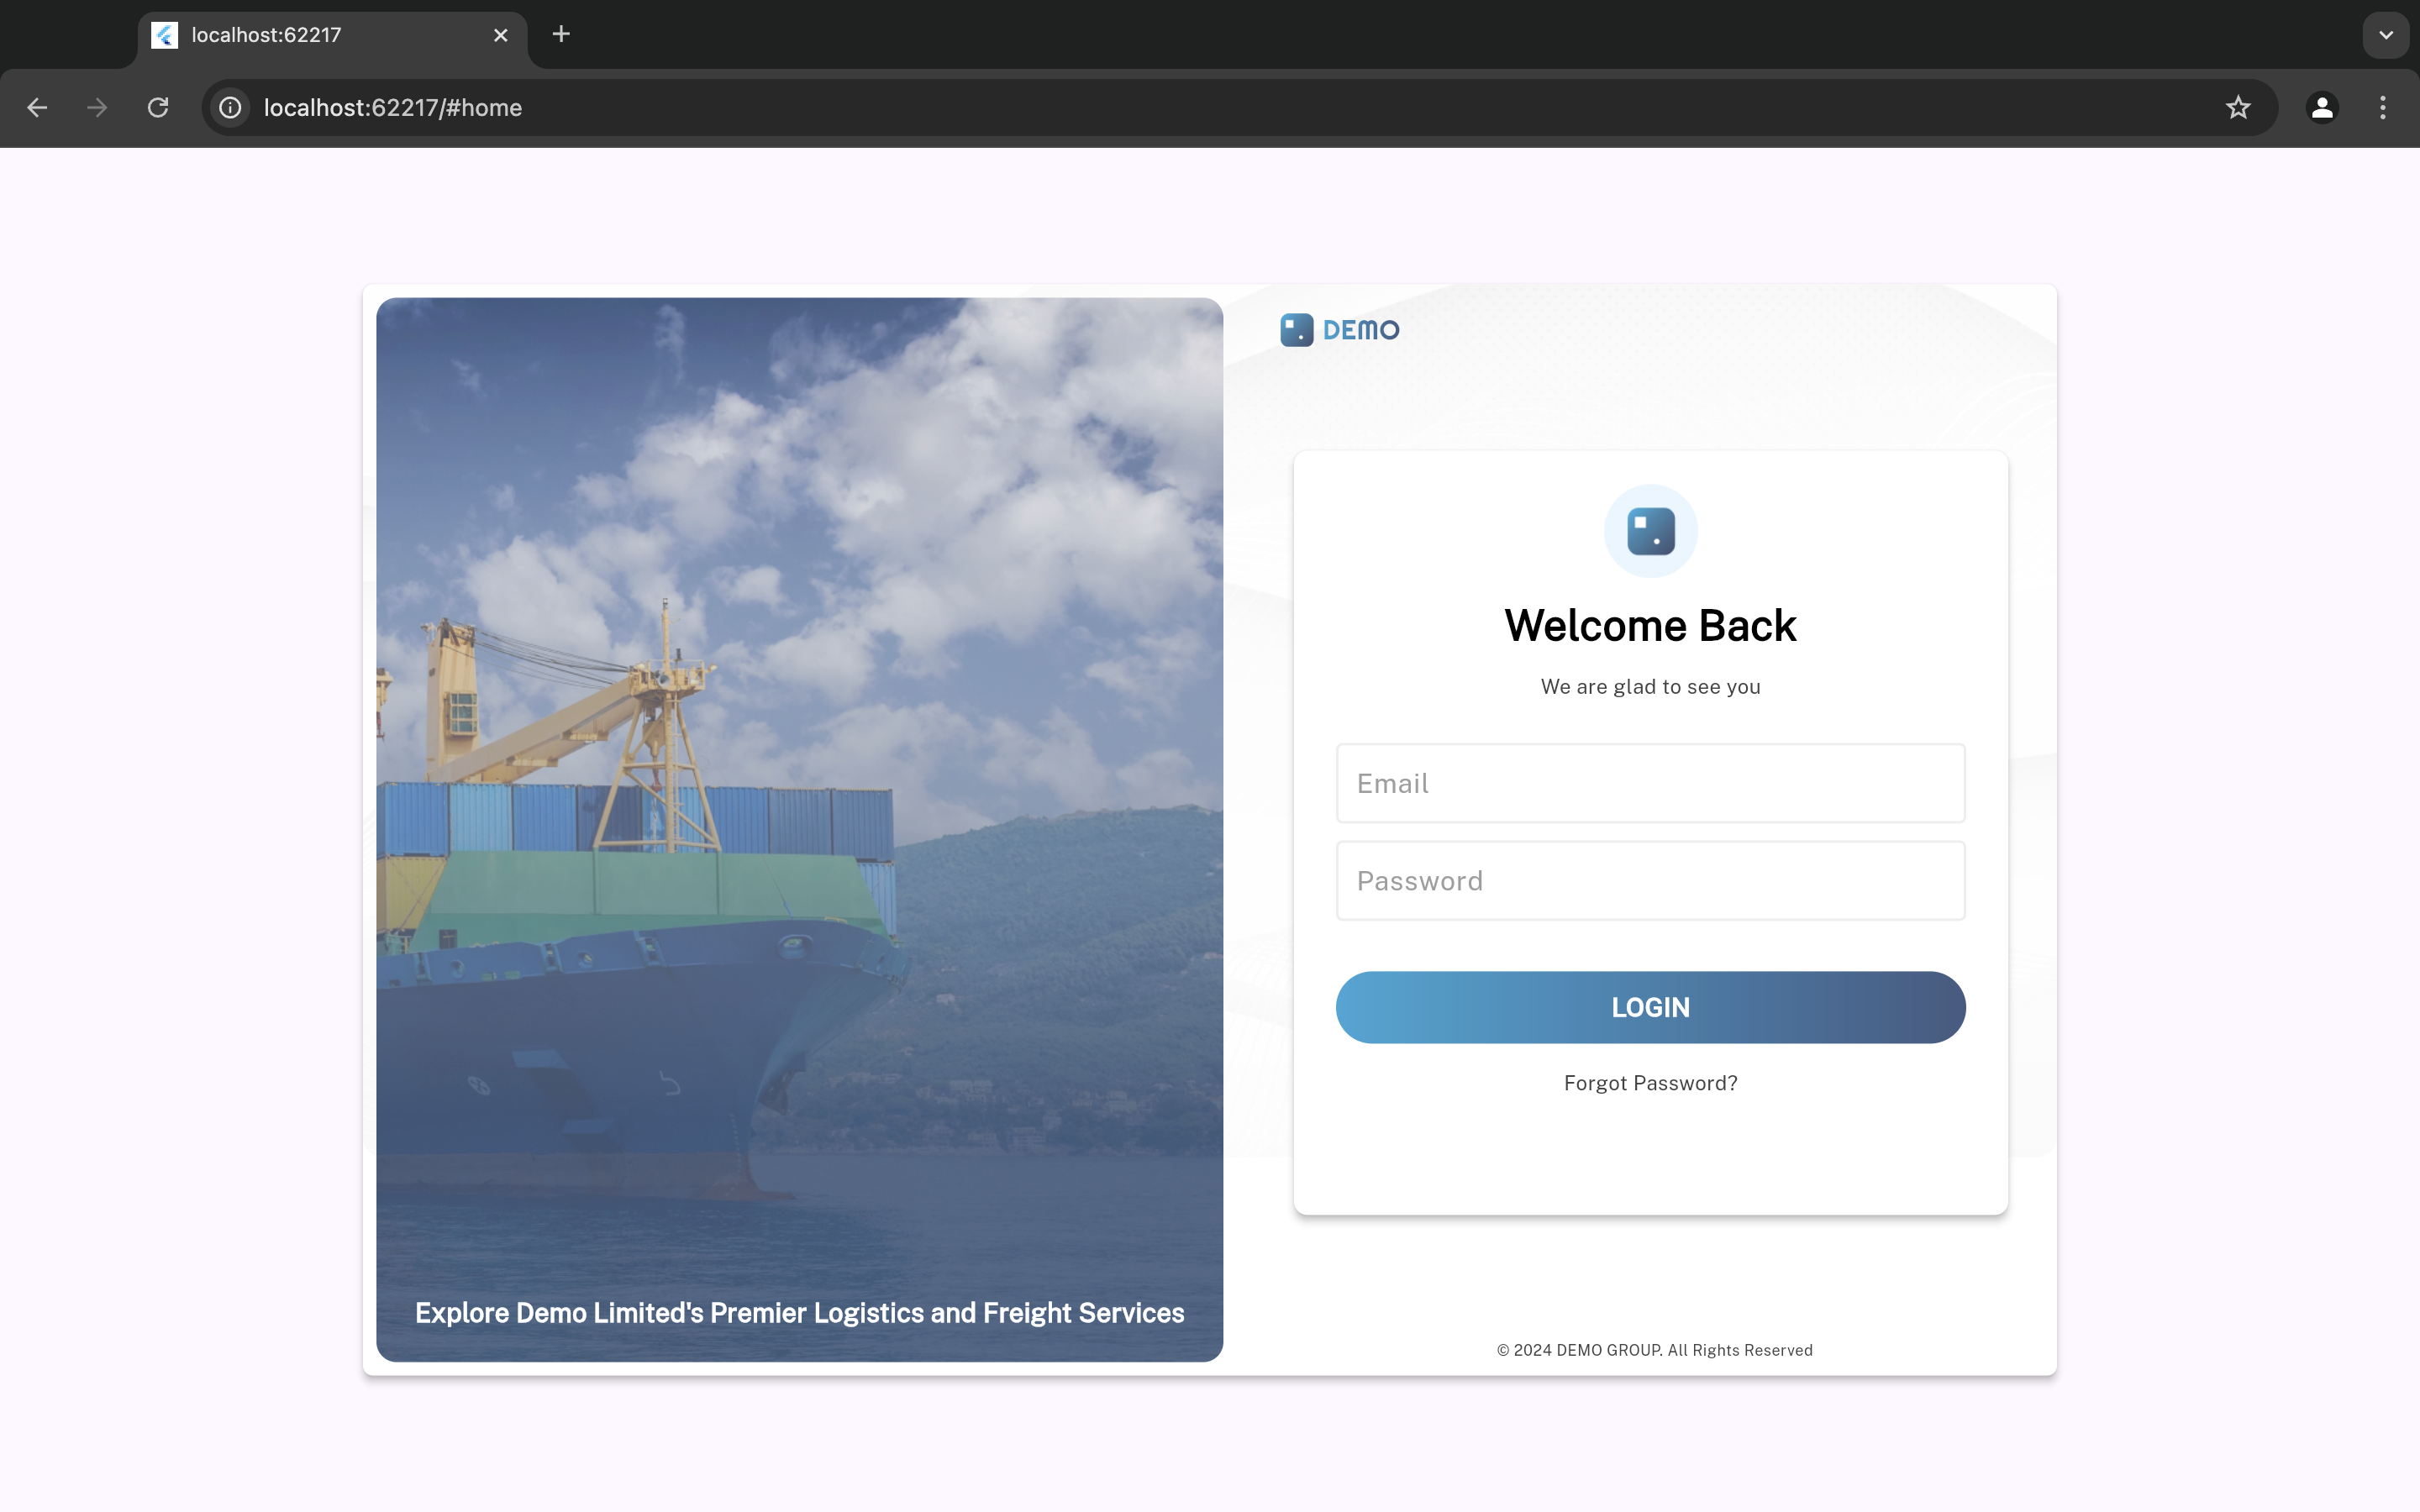 localhost:62217
localhost:62217/#home
DEMO
Welcome Back
We are glad to see you
Email
Password
LOGIN
Forgot Password?
Explore Demo Limited's Premier Logistics and Freight Services
© 2024 DEMO GROUP. All Rights Reserved